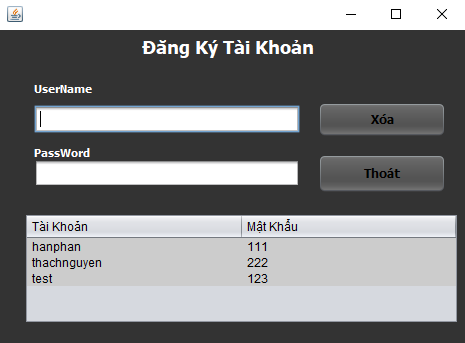 Đăng Ký Tài Khoản
UserName
Xóa
PassWord
Thoát
Tài Khoản Mật Khẩu
hanphan 111
thachnguyen 222
test 123